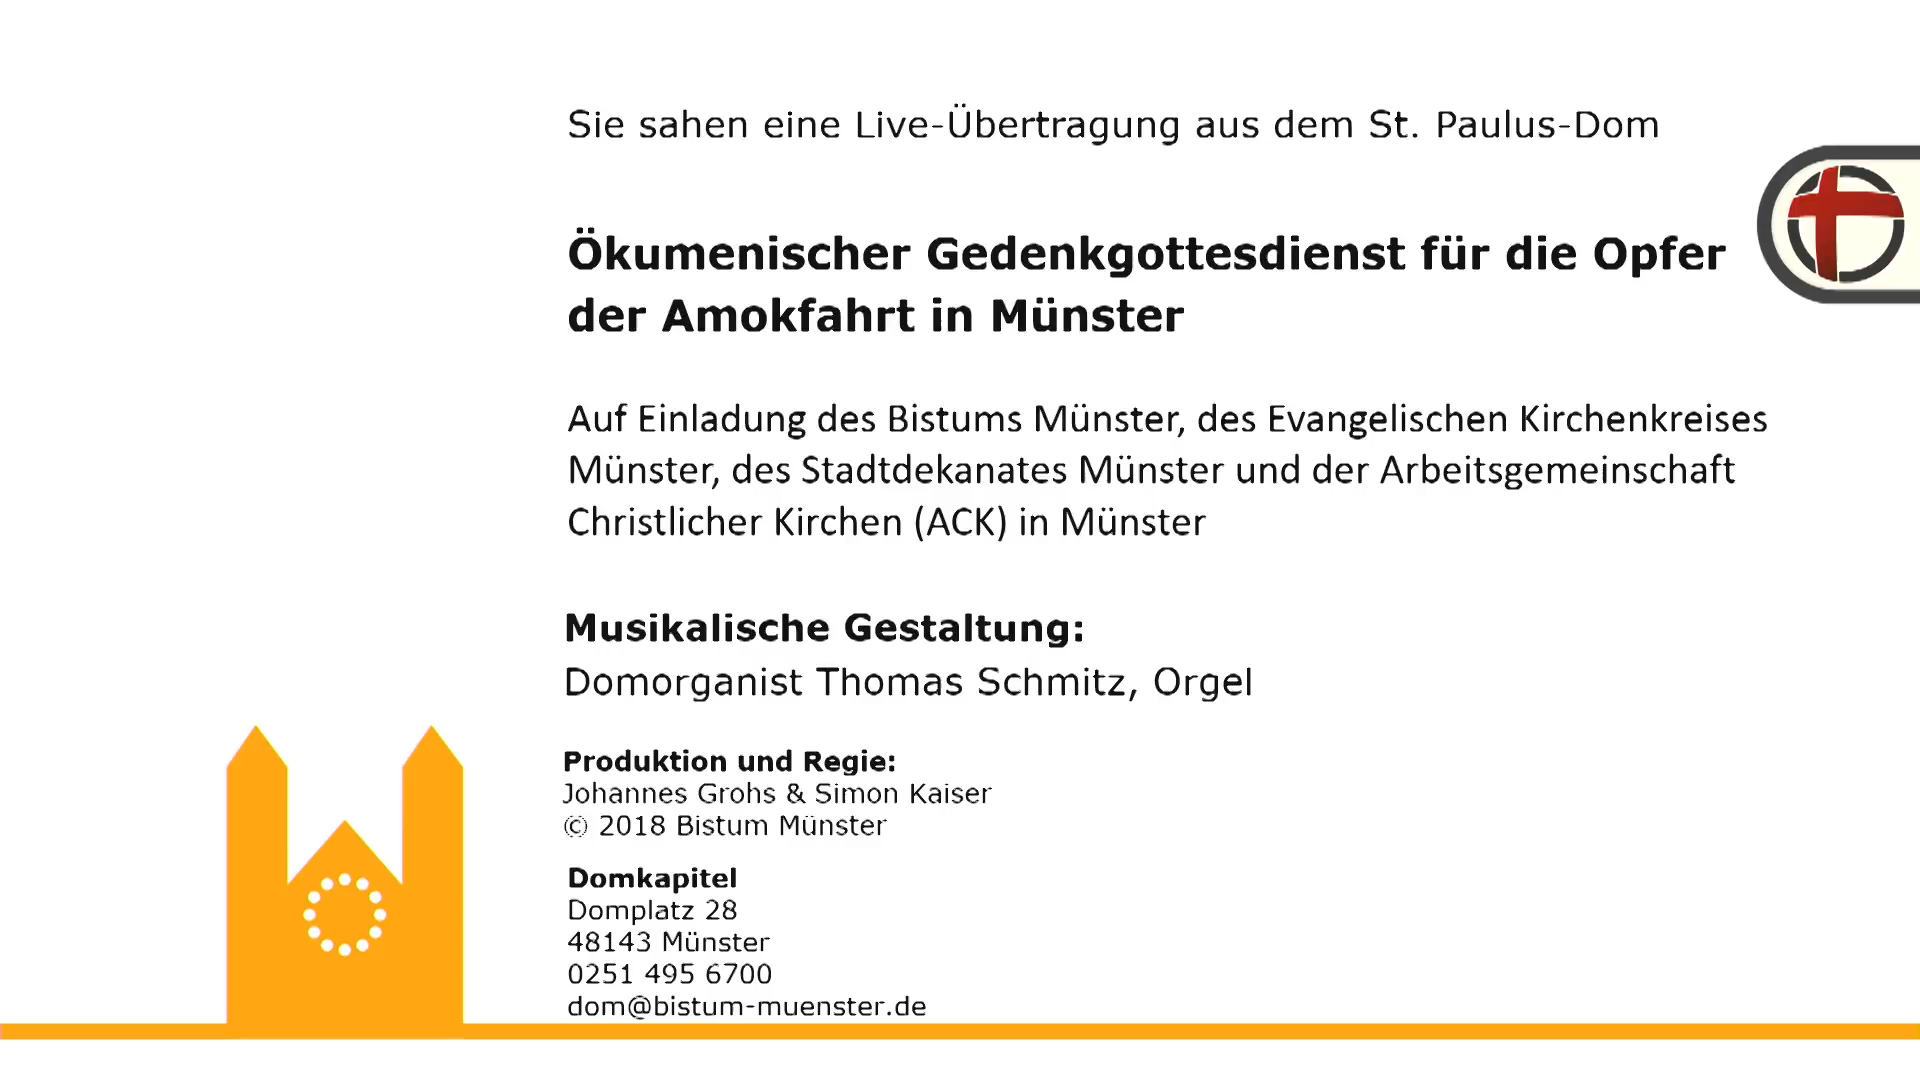 Sie sahen eine Live-Übertragung aus dem St. Paulus-Dom
Ökumenischer Gedenkgottesdienst für die Opfer
der Amokfahrt in Münster
Auf Einladung des Bistums Münster, des Evangelischen Kirchenkreises
Münster, des Stadtdekanates Münster und der Arbeitsgemeinschaft
Christlicher Kirchen (ACK) in Münster
Musikalische Gestaltung:
Domorganist Thomas Schmitz, Orgel
Produktion und Regie:
Johannes Grohs & Simon Kaiser
© 2018 Bistum Münster
Domkapitel
Domplatz 28
48143 Münster
0251 495 6700
dom@bistum-muenster.de